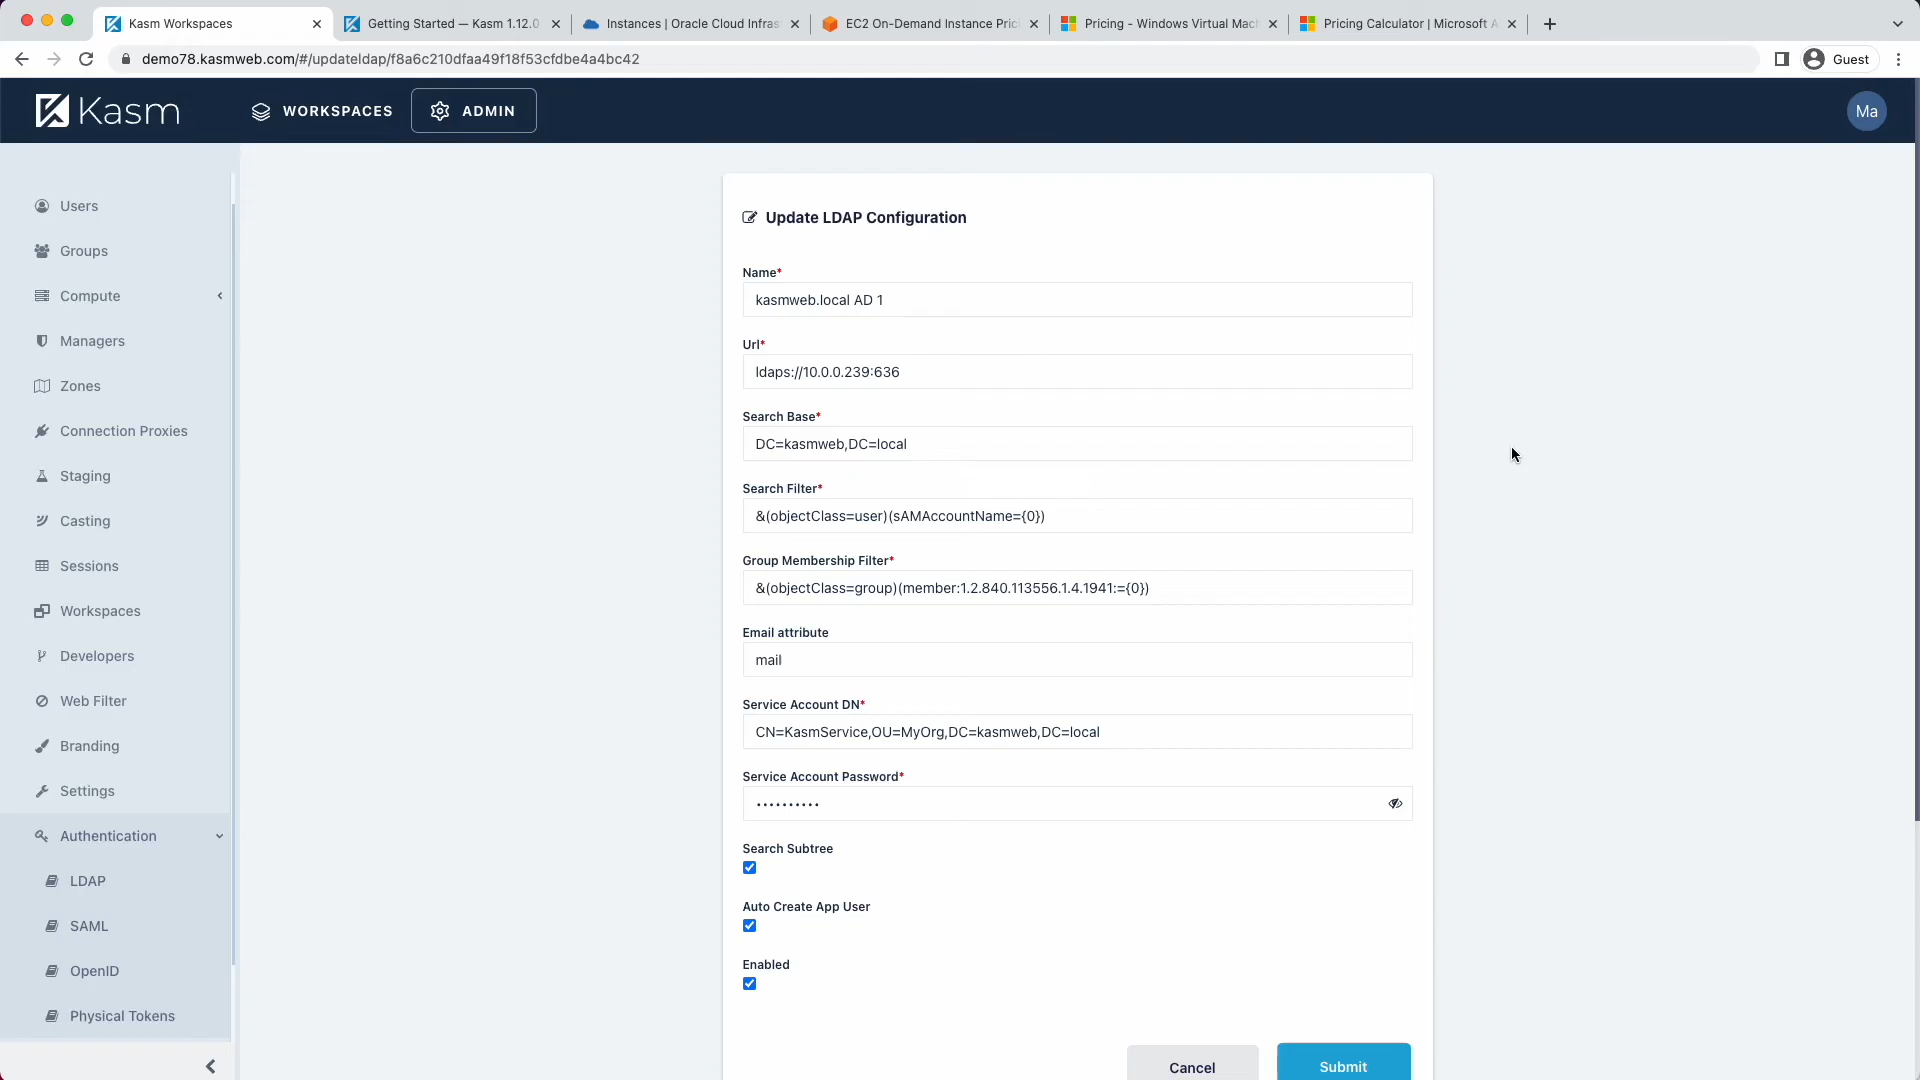 Kasm Workspaces
Getting Started — Kasm 1.12.0
Instances | Oracle Cloud Infras
EC2 On-Demand Instance Pric
Pricing - Windows Virtual Mac
Pricing Calculator | Microsoft A
demo78.kasmweb.com/#/updateldap/f8a6c210dfaa49f18f53cfdbe4a4bc42
Guest
Kasm
WORKSPACES
ADMIN
Ma
Users
Groups
Compute
Managers
Zones
Connection Proxies
Staging
Casting
Sessions
Workspaces
Developers
Web Filter
Branding
Settings
Authentication
LDAP
SAML
OpenID
Physical Tokens
Update LDAP Configuration
Name*
kasmweb.local AD 1
Url*
ldaps://10.0.0.239:636
Search Base*
DC=kasmweb,DC=local
Search Filter*
&(objectClass=user)(sAMAccountName={0})
Group Membership Filter*
&(objectClass=group)(member:1.2.840.113556.1.4.1941:={0})
Email attribute
mail
Service Account DN*
CN=KasmService,OU=MyOrg,DC=kasmweb,DC=local
Service Account Password*
••••••••••
Search Subtree
Auto Create App User
Enabled
Cancel
Submit